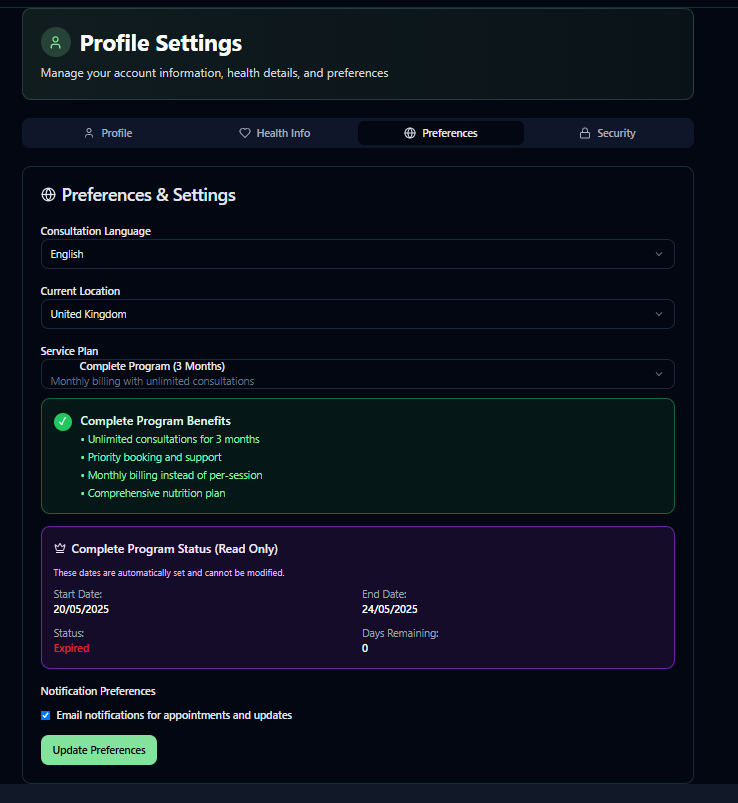 Profile Settings
Manage your account information, health details, and preferences
Profile
Health Info
Preferences
Security
Preferences & Settings
Consultation Language
English
Current Location
United Kingdom
Service Plan
Complete Program (3 Months)
Monthly billing with unlimited consultations
Complete Program Benefits
• Unlimited consultations for 3 months
• Priority booking and support
• Monthly billing instead of per-session
• Comprehensive nutrition plan
Complete Program Status (Read Only)
These dates are automatically set and cannot be modified.
Start Date:
20/05/2025
End Date:
24/05/2025
Status:
Expired
Days Remaining:
0
Notification Preferences
Email notifications for appointments and updates
Update Preferences